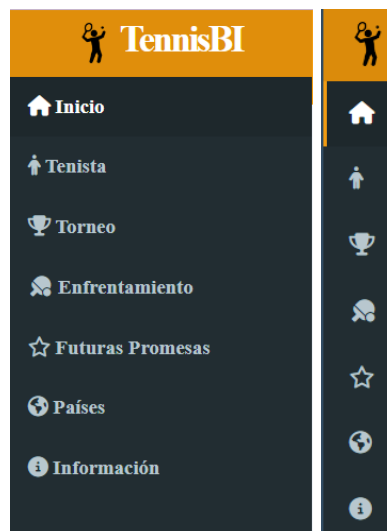 TennisBI
Inicio
Tenista
Torneo
Enfrentamiento
Futuras Promesas
Países
Información